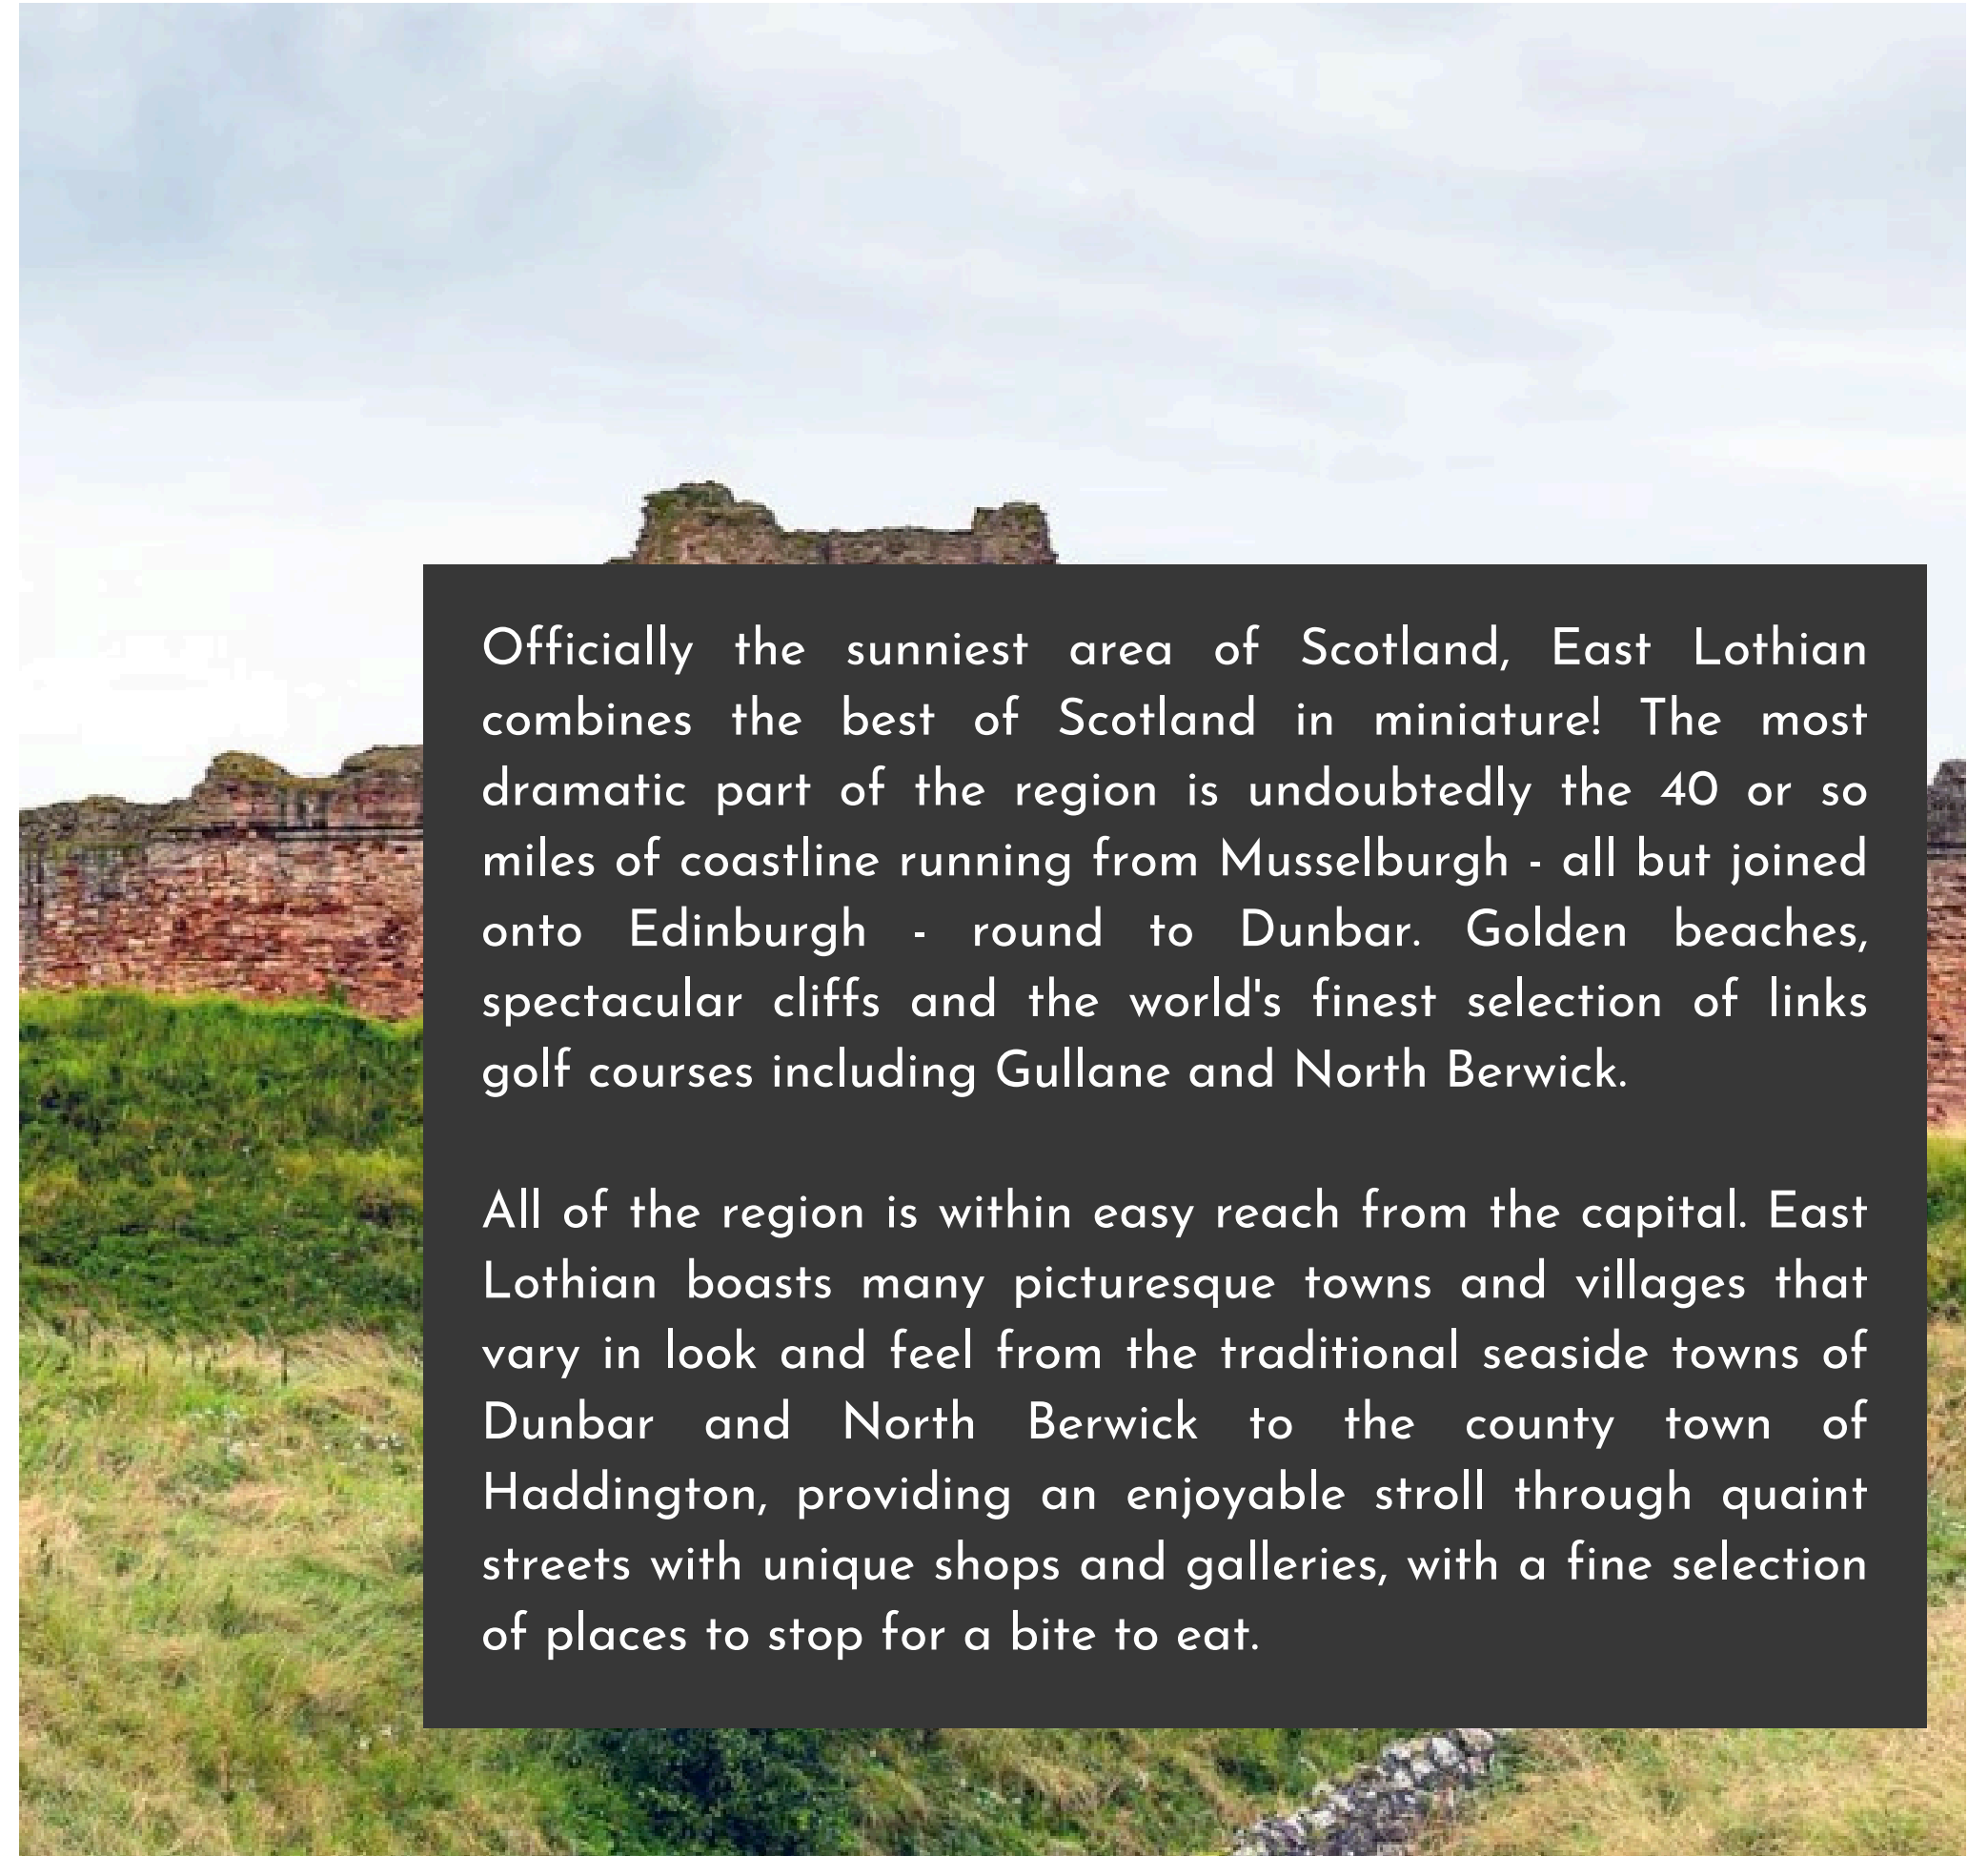 Officially the sunniest area of Scotland, East Lothian
combines the best of Scotland in miniature! The most
dramatic part of the region is undoubtedly the 40 or so
miles of coastline running from Musselburgh - all but joined
onto Edinburgh - round to Dunbar. Golden beaches,
spectacular cliffs and the world's finest selection of links
golf courses including Gullane and North Berwick.
All of the region is within easy reach from the capital. East
Lothian boasts many picturesque towns and villages that
vary in look and feel from the traditional seaside towns of
Dunbar and North Berwick to the county town of
Haddington, providing an enjoyable stroll through quaint
streets with unique shops and galleries, with a fine selection
of places to stop for a bite to eat.